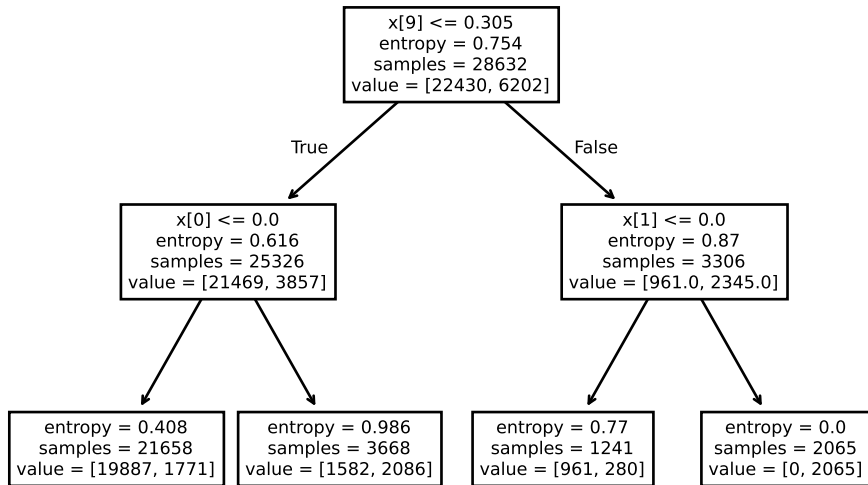 x[9] <= 0.305
entropy = 0.754
samples = 28632
value = [22430, 6202]
True
False
x[0] <= 0.0
entropy = 0.616
samples = 25326
value = [21469, 3857]
x[1] <= 0.0
entropy = 0.87
samples = 3306
value = [961.0, 2345.0]
entropy = 0.408
samples = 21658
value = [19887, 1771]
entropy = 0.986
samples = 3668
value = [1582, 2086]
entropy = 0.77
samples = 1241
value = [961, 280]
entropy = 0.0
samples = 2065
value = [0, 2065]